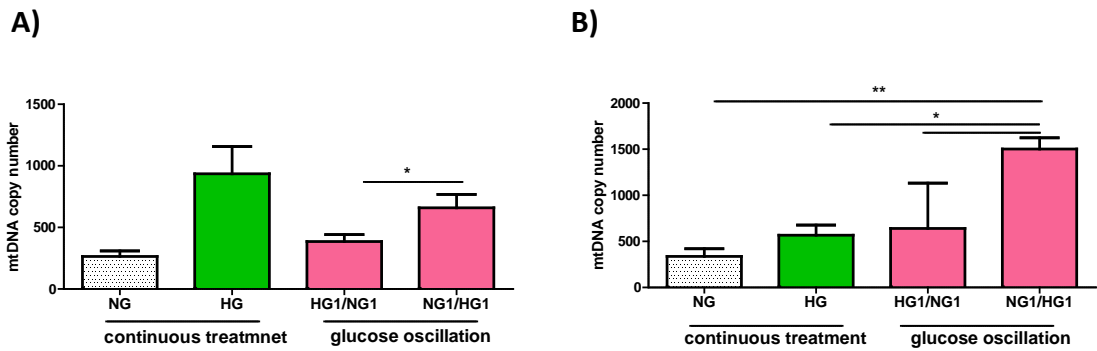 A)
mtDNA copy number
1500
1000
500
0
*
NG HG HG1/NG1 NG1/HG1
continuous treatmnet glucose oscillation
B)
mtDNA copy number
2000
1500
1000
500
0
**
*
NG HG HG1/NG1 NG1/HG1
continuous treatment glucose oscillation